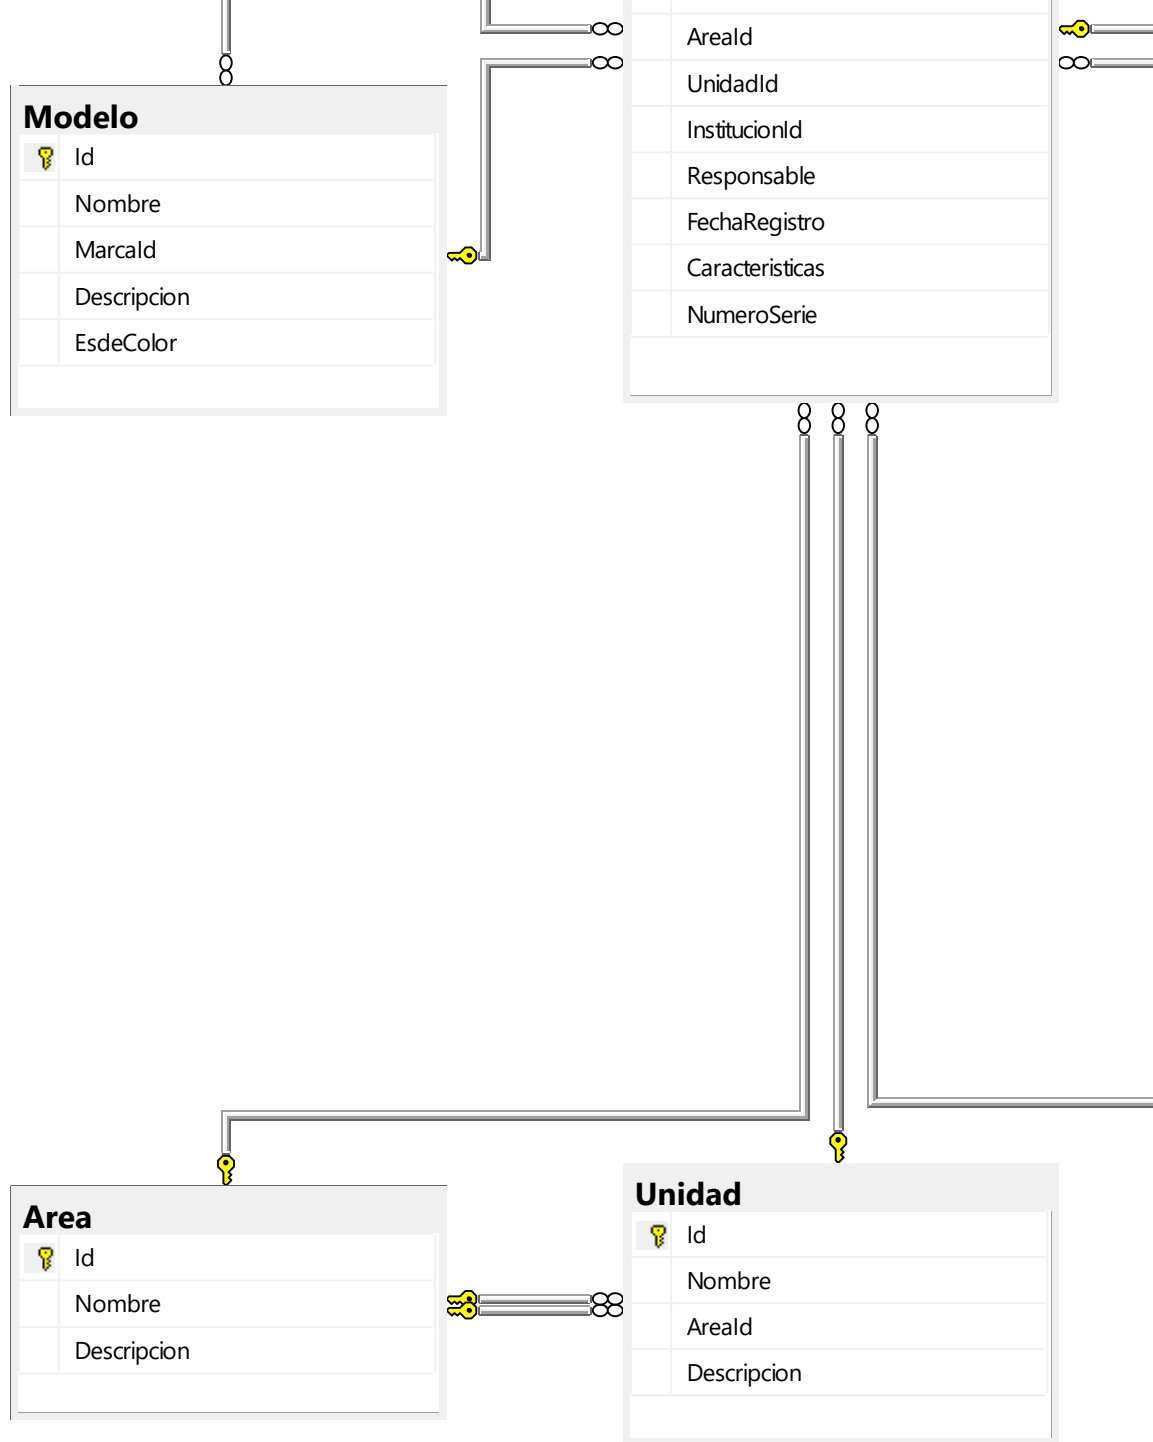 AreaId
UnidadId
InstitucionId
Responsable
FechaRegistro
Caracteristicas
NumeroSerie
Modelo
Id
Nombre
MarcaId
Descripcion
EsdeColor
Area
Id
Nombre
Descripcion
Unidad
Id
Nombre
AreaId
Descripcion